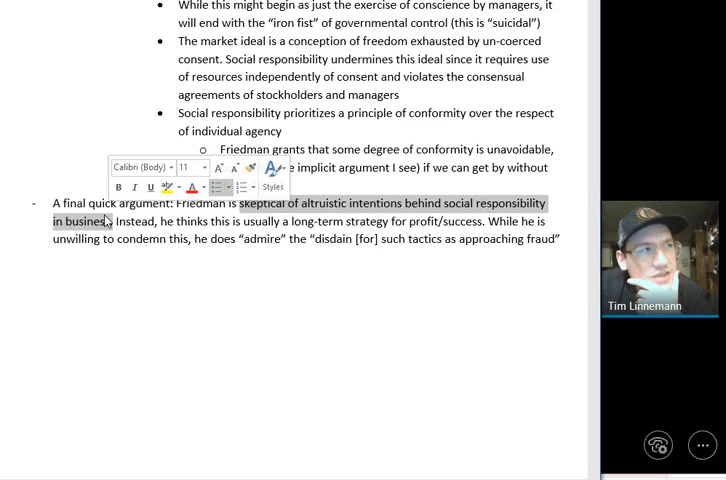 While this might begin as just the exercise of conscience by managers, it
will end with the “iron fist” of governmental control (this is “suicidal”)
The market ideal is a conception of freedom exhausted by un-coerced
consent. Social responsibility undermines this ideal since it requires use
of resources independently of consent and violates the consensual
agreements of stockholders and managers
Social responsibility prioritizes a principle of conformity over the respect
of individual agency
Friedman grants that some degree of conformity is unavoidable,
Calibri (Body) 11
e implicit argument I see) if we can get by without
B I U ab A Styles
- A final quick argument: Friedman is skeptical of altruistic intentions behind social responsibility
in business. Instead, he thinks this is usually a long-term strategy for profit/success. While he is
unwilling to condemn this, he does “admire” the “disdain [for] such tactics as approaching fraud”
Tim Linnemann